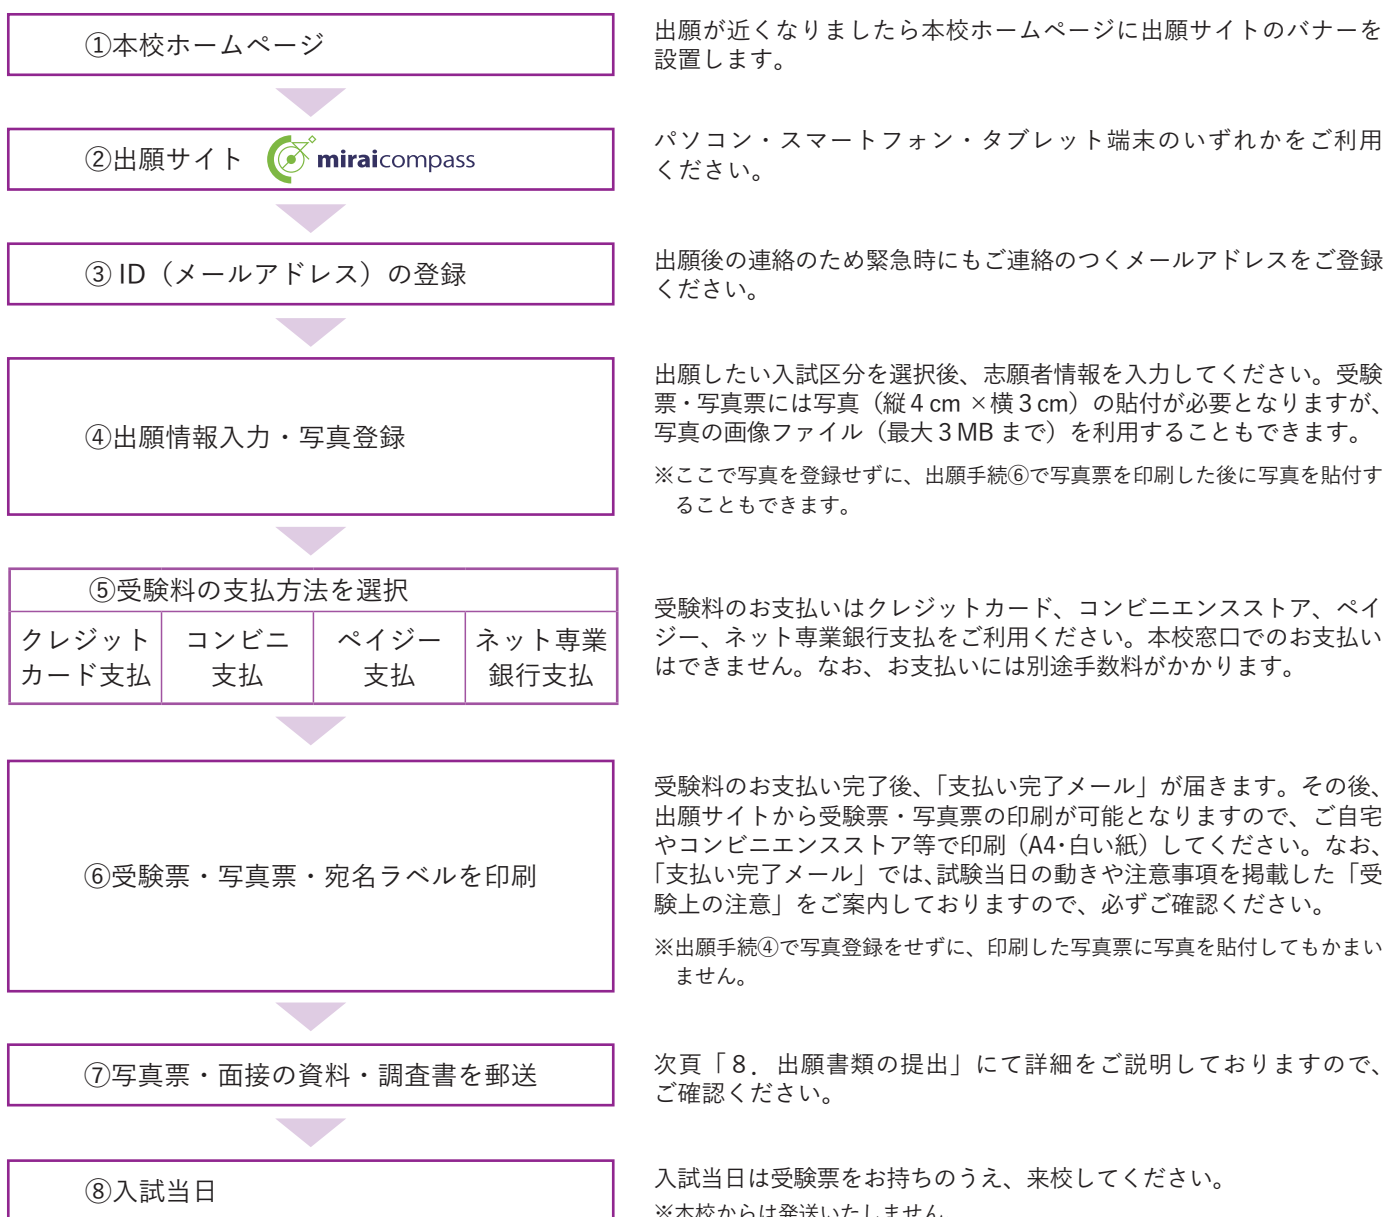 ①本校ホームページ
出願が近くなりましたら本校ホームページに出願サイトのバナーを
設置します。
②出願サイト miraicompass
パソコン・スマートフォン・タブレット端末のいずれかをご利用
ください。
③ID（メールアドレス）の登録
出願後の連絡のため緊急時にもご連絡のつくメールアドレスをご登録
ください。
④出願情報入力・写真登録
出願したい入試区分を選択後、志願者情報を入力してください。受験
票・写真票には写真（縦４cm×横３cm）の貼付が必要となりますが、
写真の画像ファイル（最大３MBまで）を利用することもできます。
※ここで写真を登録せずに、出願手続⑥で写真票を印刷した後に写真を貼付す
ることもできます。
⑤受験料の支払方法を選択
クレジット
カード支払
コンビニ
支払
ペイジー
支払
ネット専業
銀行支払
受験料のお支払いはクレジットカード、コンビニエンスストア、ペイ
ジー、ネット専業銀行支払をご利用ください。本校窓口でのお支払い
はできません。なお、お支払いには別途手数料がかかります。
⑥受験票・写真票・宛名ラベルを印刷
受験料のお支払い完了後、「支払い完了メール」が届きます。その後、
出願サイトから受験票・写真票の印刷が可能となりますので、ご自宅
やコンビニエンスストア等で印刷（A4・白い紙）してください。なお、
「支払い完了メール」では、試験当日の動きや注意事項を掲載した「受
験上の注意」をご案内しておりますので、必ずご確認ください。
※出願手続④で写真登録をせずに、印刷した写真票に写真を貼付してもかまい
ません。
⑦写真票・面接の資料・調査書を郵送
次頁「８．出願書類の提出」にて詳細をご説明しておりますので、
ご確認ください。
⑧入試当日
入試当日は受験票をお持ちのうえ、来校してください。
※本校からは発送いたしません。